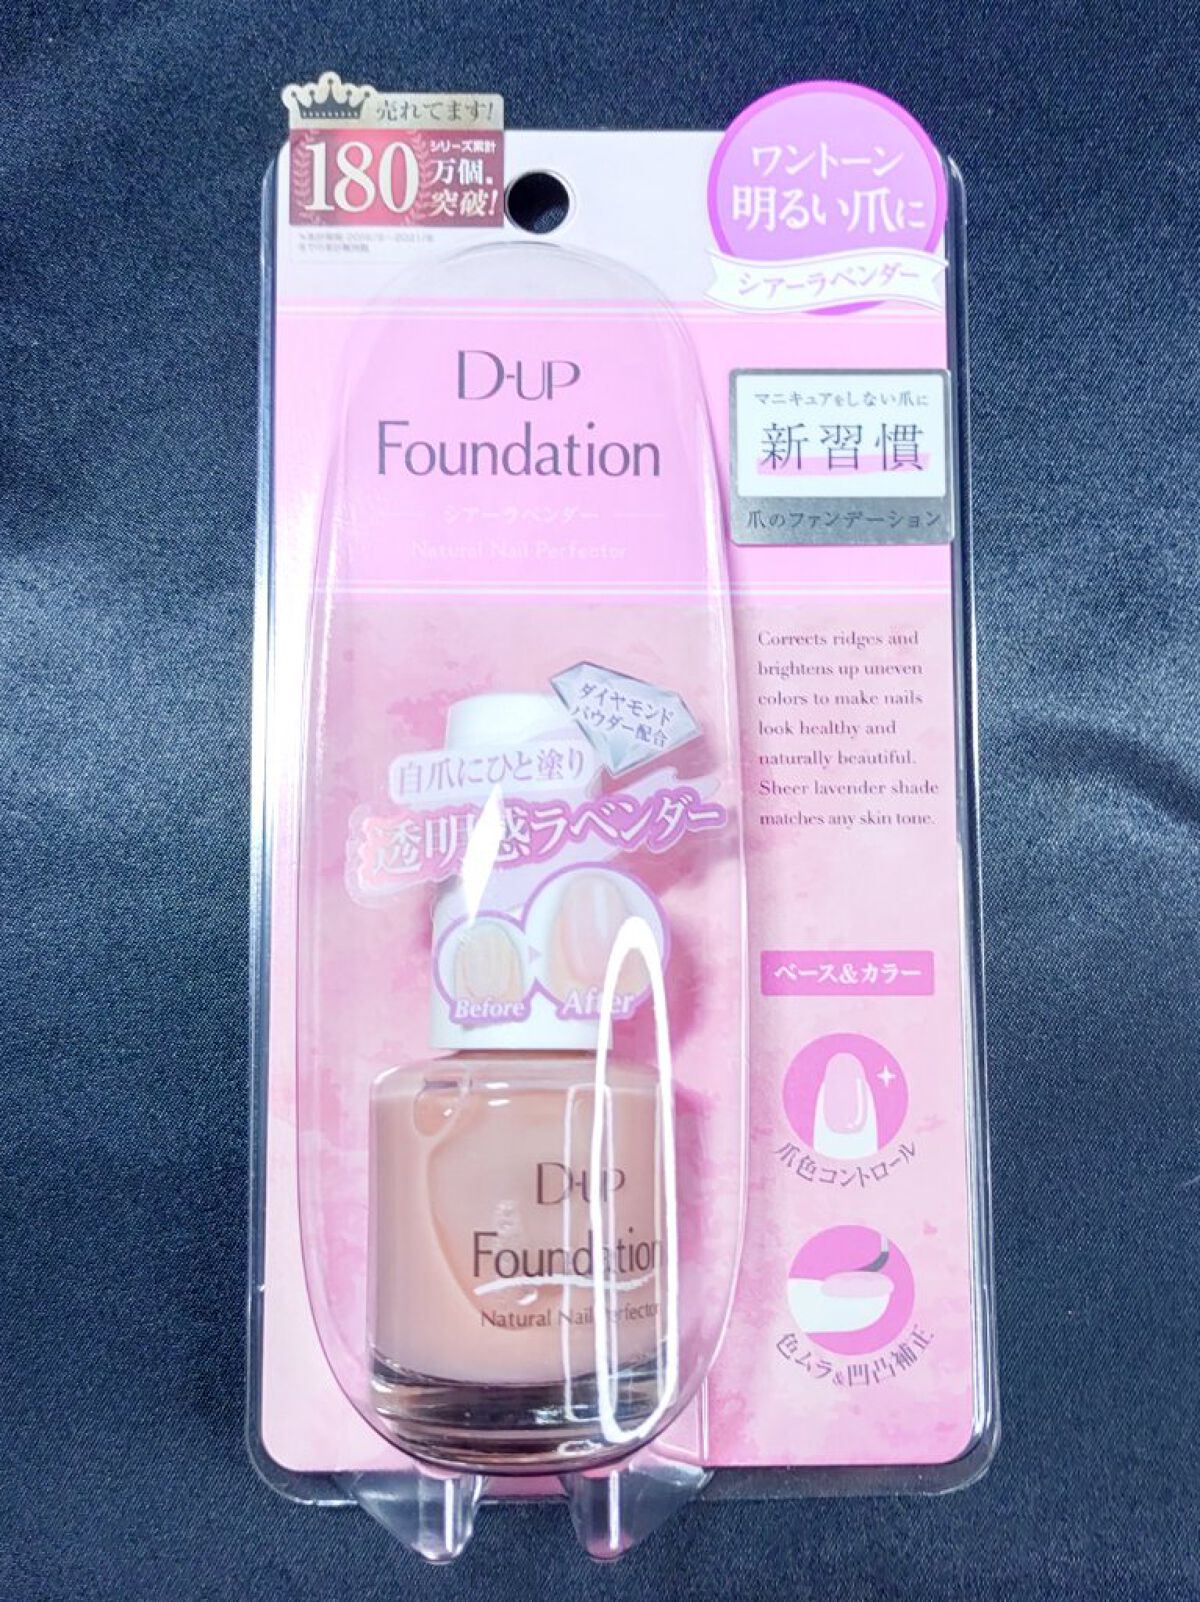 売れてます!
シリーズ累計
180万個.
突破!
ワントーン
明るい爪に
シアーラベンダー
D-UP
Foundation
シアーラベンダー
Natural Nail Perfector
マニキュアをしない爪に
新習慣
爪のファンデーション
Corrects ridges and
brightens up uneven
colors to make nails
look healthy and
naturally beautiful.
Sheer lavender shade
matches any skin tone.
ダイヤモンド
パウダー配合
自爪にひと塗り
透明感ラベンダー
Before
After
ベース&カラー
爪色コントロール
色ムラ&凹凸補正
D-UP
Foundation
Natural Nail Perfector